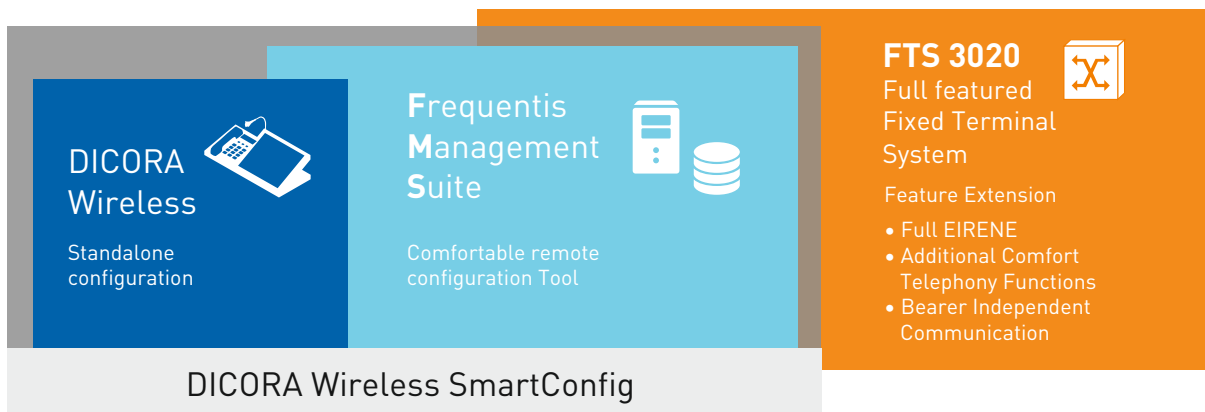 DICORA
Wireless
Standalone
configuration
Frequentis
Management
Suite
Comfortable remote
configuration Tool
FTS 3020
Full featured
Fixed Terminal
System
Feature Extension
• Full EIRENE
• Additional Comfort
Telephony Functions
• Bearer Independent
Communication
DICORA Wireless SmartConfig